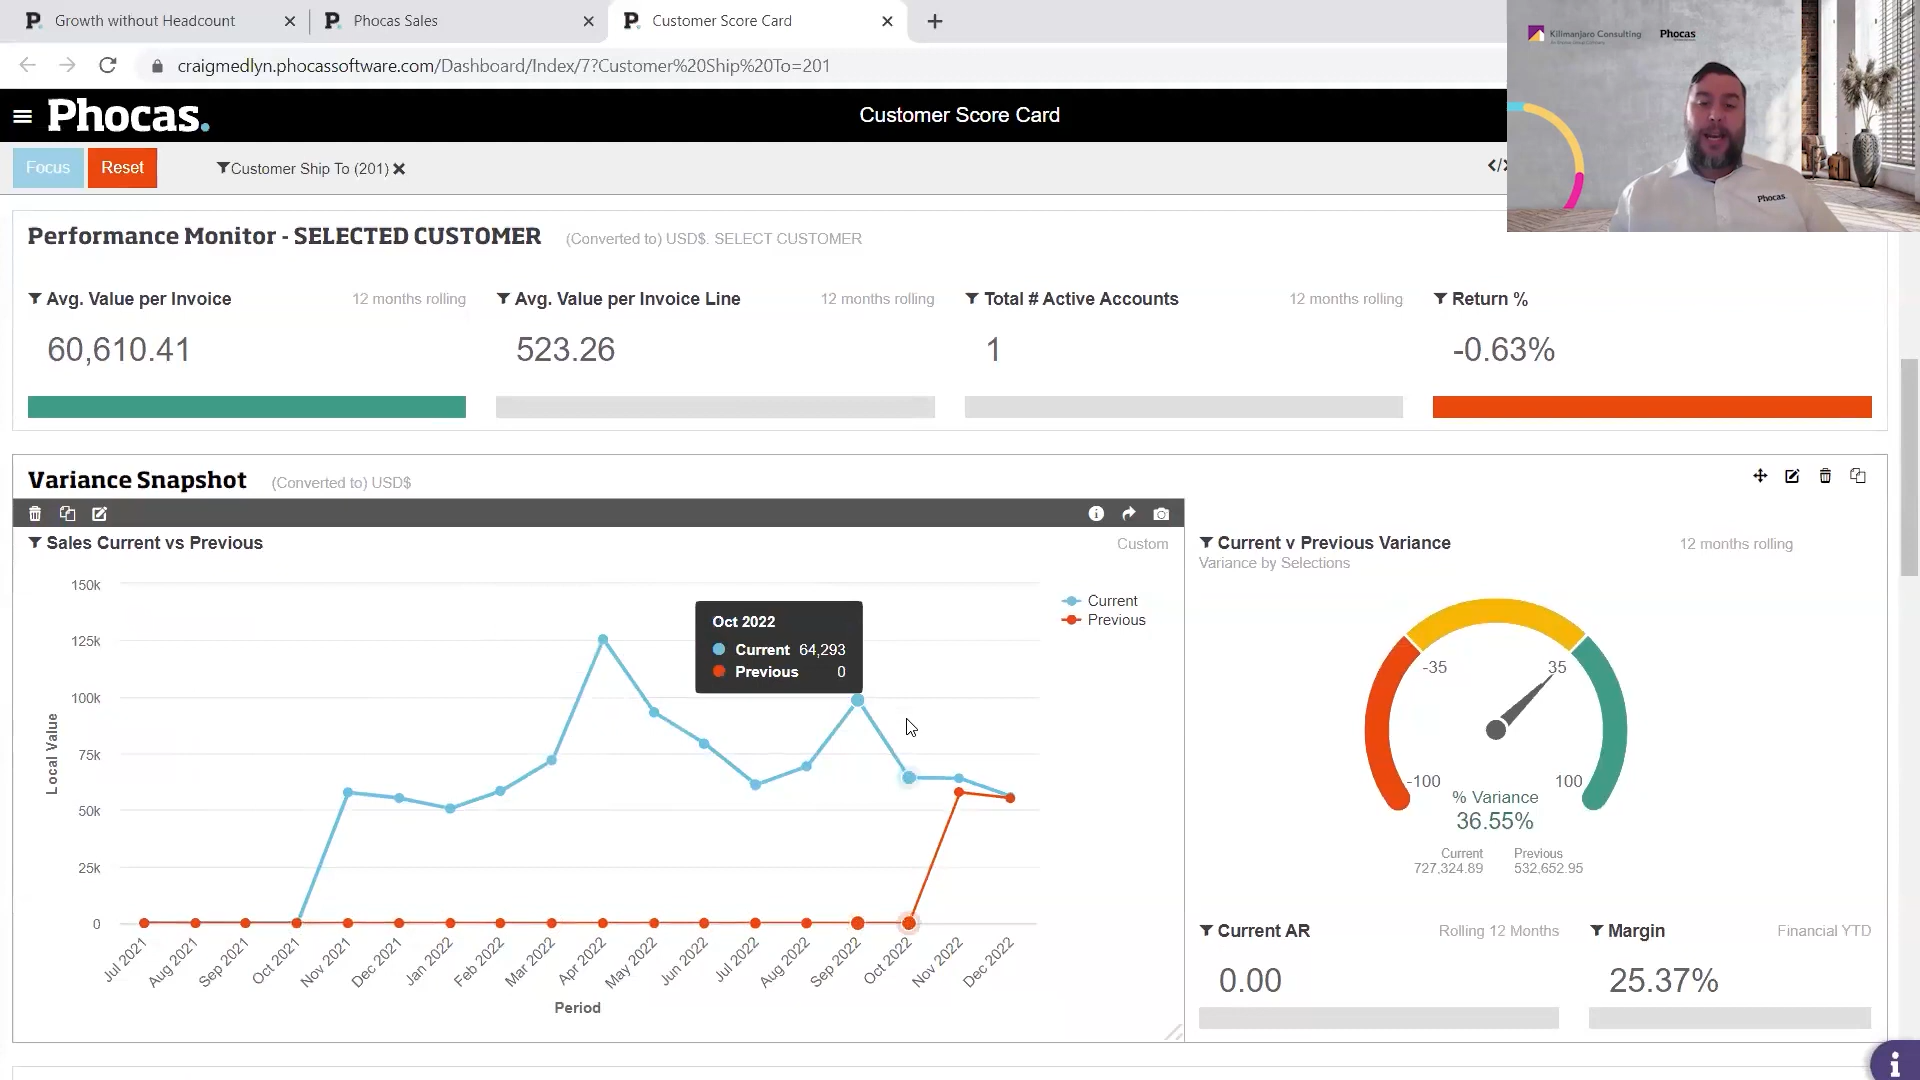 Growth without Headcount
Phocas Sales
Customer Score Card
craigmedlyn.phocassoftware.com/Dashboard/Index/7?Customer%20Ship%20To=201
Kilimanjaro Consulting
Phocas
Phocas
Phocas.
Customer Score Card
Focus
Reset
Customer Ship To (201)
Performance Monitor - SELECTED CUSTOMER (Converted to) USD$. SELECT CUSTOMER
Avg. Value per Invoice 12 months rolling
60,610.41
Avg. Value per Invoice Line 12 months rolling
523.26
Total # Active Accounts 12 months rolling
1
Return %
-0.63%
Variance Snapshot (Converted to) USD$
Sales Current vs Previous Custom
150k
125k
100k
75k
50k
25k
0
Local Value
Oct 2022
Current 64,293
Previous 0
Current
Previous
Jul 2021
Aug 2021
Sep 2021
Oct 2021
Nov 2021
Dec 2021
Jan 2022
Feb 2022
Mar 2022
Apr 2022
May 2022
Jun 2022
Jul 2022
Aug 2022
Sep 2022
Oct 2022
Nov 2022
Dec 2022
Period
Current v Previous Variance 12 months rolling
Variance by Selections
-35
35
-100
100
% Variance
36.55%
Current Previous
727,324.89 532,652.95
Current AR Rolling 12 Months
0.00
Margin Financial YTD
25.37%